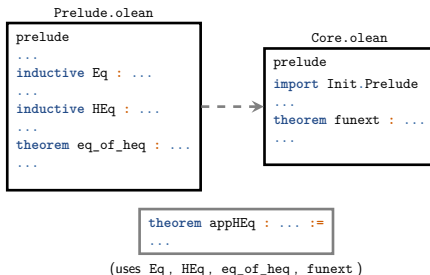 Prelude.olean
prelude
...
inductive Eq : ...
...
inductive HEq : ...
...
theorem eq_of_heq : ...
...
Core.olean
prelude
import Init.Prelude
...
theorem funext : ...
...
theorem appHEq : ... :=
...
(uses Eq, HEq, eq_of_heq, funext)